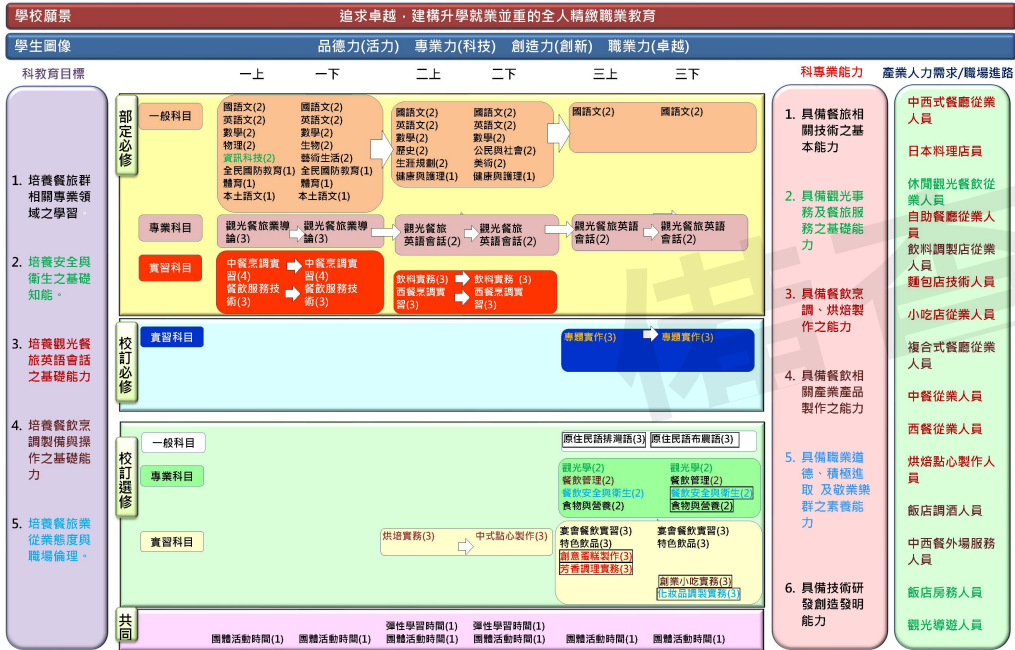 學校願景
追求卓越．建構升學就業並重的全人精緻職業教育
學生圖像
品德力(活力) 專業力(科技) 創造力(創新) 職業力(卓越)
科教育目標
一上
一下
二上
二下
三上
三下
科專業能力
產業人力需求/職場進路
1. 培養餐旅群
相關專業領
域之學習。
2. 培養安全與
衛生之基礎
知能。
3. 培養觀光餐
旅英語會話
之基礎能力
4. 培養餐飲烹
調製備與操
作之基礎能
力
5. 培養餐旅業
從業態度與
職場倫理。
部定必修
一般科目
國語文(2)
英語文(2)
數學(2)
物理(2)
資訊科技(2)
全民國防教育(1)
體育(1)
本土語文(1)
國語文(2)
英語文(2)
數學(2)
生物(2)
藝術生活(2)
全民國防教育(1)
體育(1)
本土語文(1)
國語文(2)
英語文(2)
數學(2)
歷史(2)
生涯規劃(2)
健康與護理(1)
國語文(2)
英語文(2)
數學(2)
公民與社會(2)
美術(2)
健康與護理(1)
國語文(2)
國語文(2)
專業科目
觀光餐旅業導
論(3)
觀光餐旅業導
論(3)
觀光餐旅
英語會話(2)
觀光餐旅
英語會話(2)
觀光餐旅英語
會話(2)
觀光餐旅英語
會話(2)
實習科目
中餐烹調實
習(4)
餐飲服務技
術(3)
中餐烹調實
習(4)
餐飲服務技
術(3)
飲料實務(3)
西餐烹調實
習(3)
飲料實務 (3)
西餐烹調實
習(3)
校訂必修
實習科目
專題實作(3)
專題實作(3)
校訂選修
一般科目
原住民語排灣語(3)
原住民語布農語(3)
專業科目
觀光學(2)
餐飲管理(2)
餐飲安全與衛生(2)
食物與營養(2)
觀光學(2)
餐飲管理(2)
餐飲安全與衛生(2)
食物與營養(2)
實習科目
烘培實務(3)
中式點心製作(3)
宴會餐飲實習(3)
特色飲品(3)
創意蛋糕製作(3)
芳香調理實務(3)
宴會餐飲實習(3)
特色飲品(3)
創業小吃實務(3)
化妝品調製實務(3)
共同
團體活動時間(1)
團體活動時間(1)
彈性學習時間(1)
團體活動時間(1)
彈性學習時間(1)
團體活動時間(1)
團體活動時間(1)
團體活動時間(1)
1. 具備餐旅相
關技術之基
本能力
2. 具備觀光事
務及餐旅服
務之基礎能
力
3. 具備餐飲烹
調、烘焙製
作之能力
4. 具備餐飲相
關產業產品
製作之能力
5. 具備職業道
德、積極進
取 及敬業樂
群之素養能
力
6. 具備技術研
發創造發明
能力
中西式餐廳從業
人員
日本料理店員
休閒觀光餐飲從
業人員
自助餐廳從業人
員
飲料調製店從業
人員
麵包店技術人員
小吃店從業人員
複合式餐廳從業
人員
中餐從業人員
西餐從業人員
烘焙點心製作人
員
飯店調酒人員
中西餐外場服務
人員
飯店房務人員
觀光導遊人員
備查